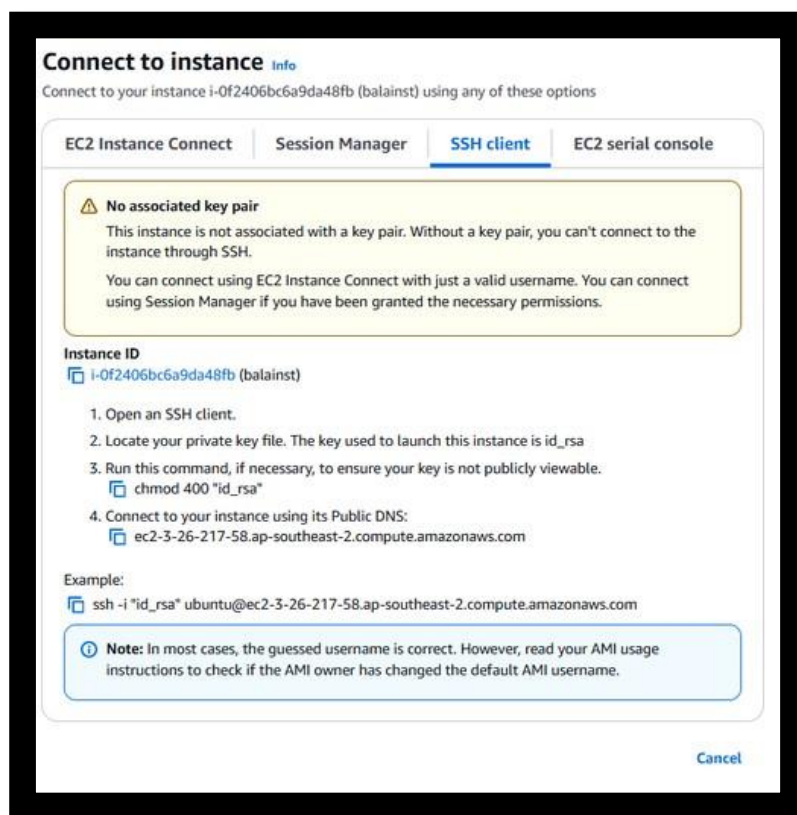 Connect to instance Info
Connect to your instance i-0f2406bc6a9da48fb (balainst) using any of these options
EC2 Instance Connect Session Manager SSH client EC2 serial console
No associated key pair
This instance is not associated with a key pair. Without a key pair, you can't connect to the
instance through SSH.
You can connect using EC2 Instance Connect with just a valid username. You can connect
using Session Manager if you have been granted the necessary permissions.
Instance ID
i-0f2406bc6a9da48fb (balainst)
1. Open an SSH client.
2. Locate your private key file. The key used to launch this instance is id_rsa
3. Run this command, if necessary, to ensure your key is not publicly viewable.
chmod 400 "id_rsa"
4. Connect to your instance using its Public DNS:
ec2-3-26-217-58.ap-southeast-2.compute.amazonaws.com
Example:
ssh -i "id_rsa" ubuntu@ec2-3-26-217-58.ap-southeast-2.compute.amazonaws.com
Note: In most cases, the guessed username is correct. However, read your AMI usage
instructions to check if the AMI owner has changed the default AMI username.
Cancel